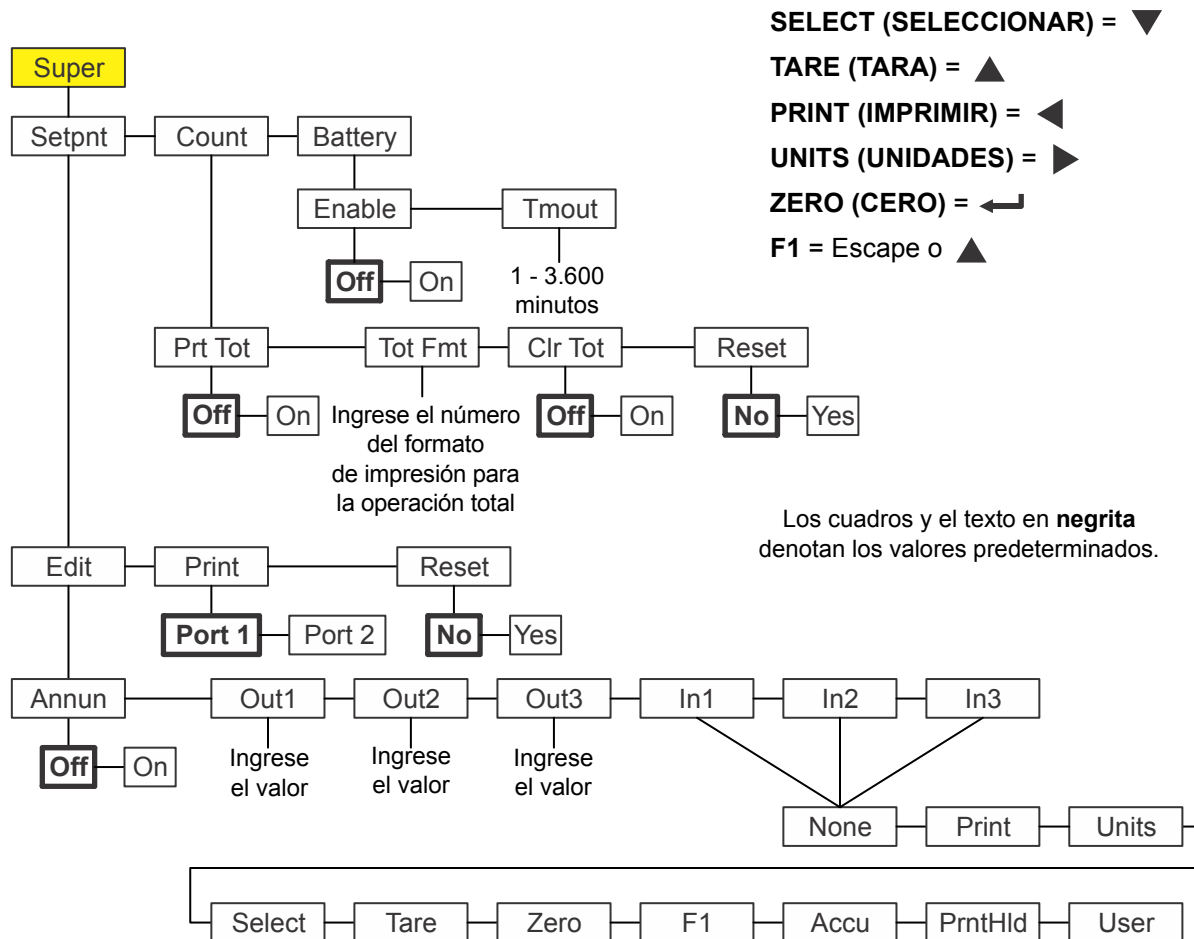 SELECT (SELECCIONAR) =
TARE (TARA) =
PRINT (IMPRIMIR) =
UNITS (UNIDADES) =
ZERO (CERO) =
F1 = Escape o
Super
Setpnt Count Battery
Enable Tmout
Off On 1 - 3.600
minutos
Prt Tot Tot Fmt Clr Tot Reset
Off On Ingrese el número Off On No Yes
del formato
de impresión para
la operación total
Los cuadros y el texto en negrita
denotan los valores predeterminados.
Edit Print Reset
Port 1 Port 2 No Yes
Annun Out1 Out2 Out3 In1 In2 In3
Off On Ingrese Ingrese Ingrese
el valor el valor el valor
None Print Units
Select Tare Zero F1 Accu PrntHld User